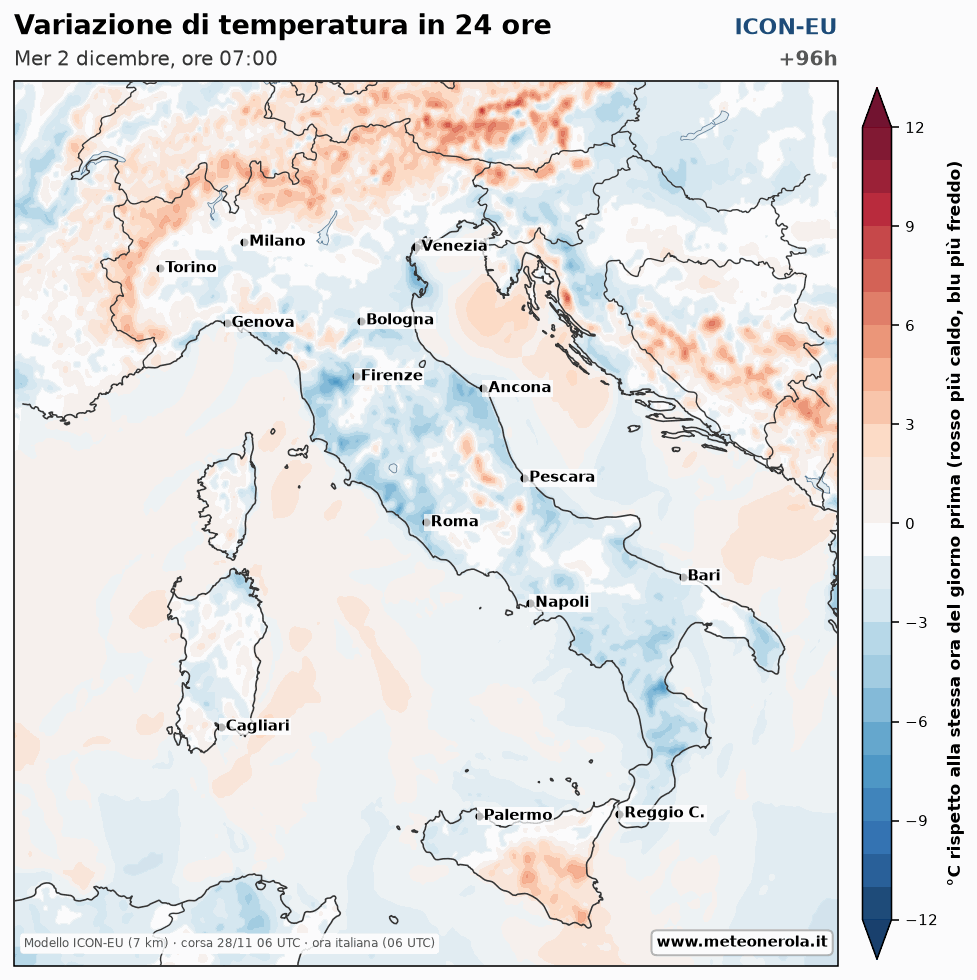 Variazione di temperatura in 24 ore
ICON-EU
Mer 2 dicembre, ore 07:00
+96h
Milano
Venezia
Torino
Genova
Bologna
Firenze
Ancona
Pescara
Roma
Bari
Napoli
Cagliari
Palermo
Reggio C.
Modello ICON-EU (7 km) · corsa 28/11 06 UTC · ora italiana (06 UTC)
www.meteonerola.it
12
9
6
3
0
−3
−6
−9
−12
°C rispetto alla stessa ora del giorno prima (rosso più caldo, blu più freddo)